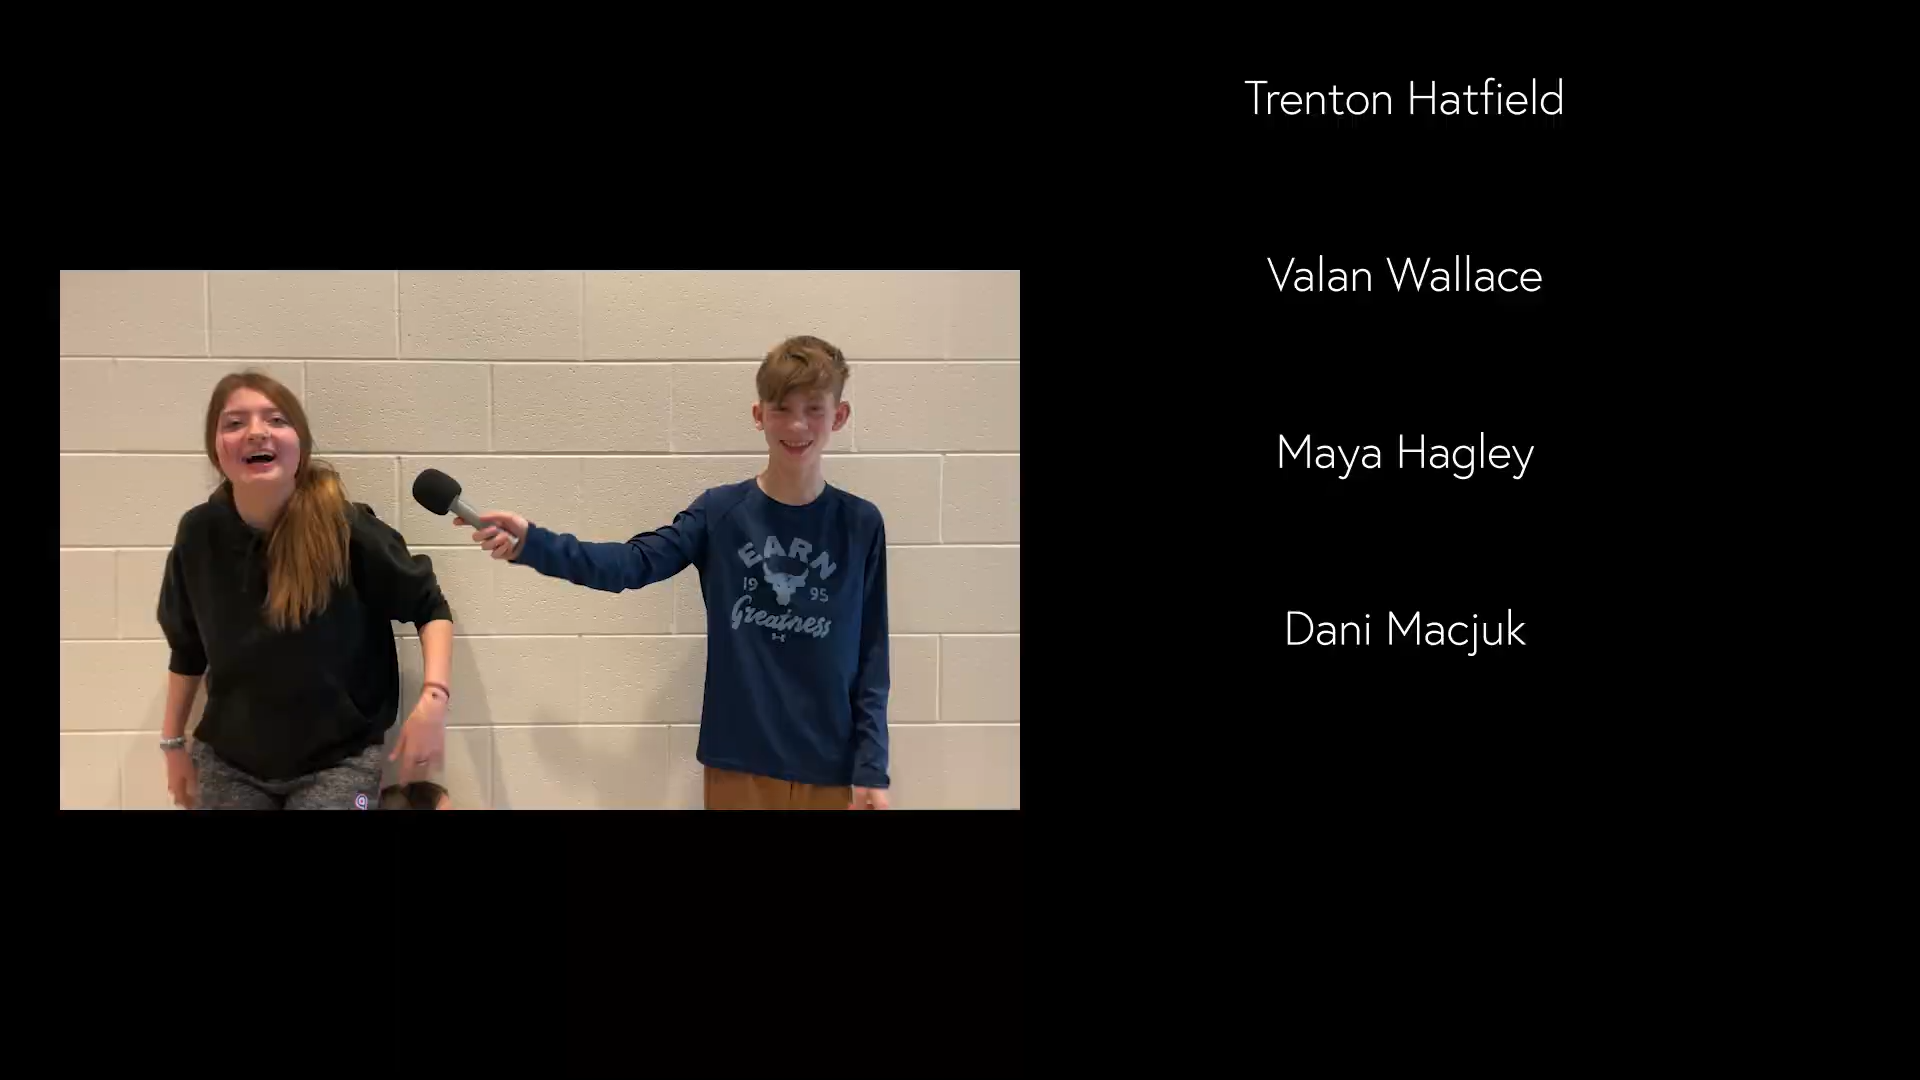 Trenton Hatfield
Valan Wallace
Maya Hagley
Dani Macjuk
EARN
19 95
Greatness